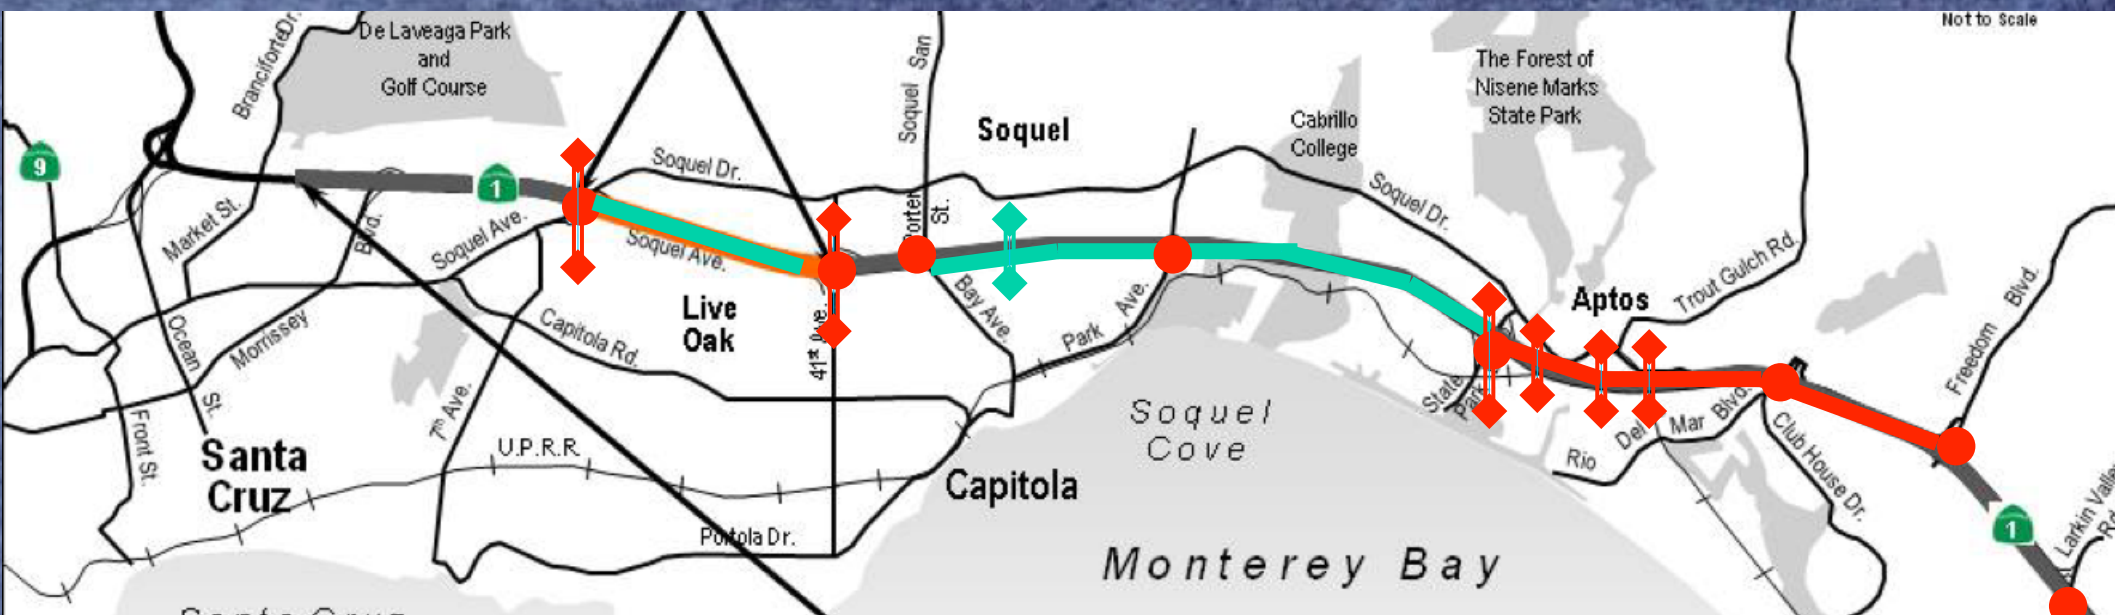 Not to Scale
De Laveaga Park
and
Golf Course
The Forest of
Nisene Marks
State Park
Branciforte
Dr.
Soquel San
Soquel
Cabrillo
College
9
1
Soquel Dr.
Soquel Dr.
Porter
St.
Market St.
Blvd.
Soquel Ave.
Soquel Ave.
Trout Gulch Rd.
Aptos
Live
Oak
Bay Ave.
Park Ave.
Freedom Blvd.
Ocean
St.
Morrissey
Capitola Rd.
41st Ave.
State
Park
Soquel
Cove
Rio
Del
Mar
Blvd.
Club House Dr.
Front St.
7th Ave.
Santa
Cruz
U.P.R.R.
Capitola
Portola Dr.
Monterey Bay
1
Larkin Valley
Rd.